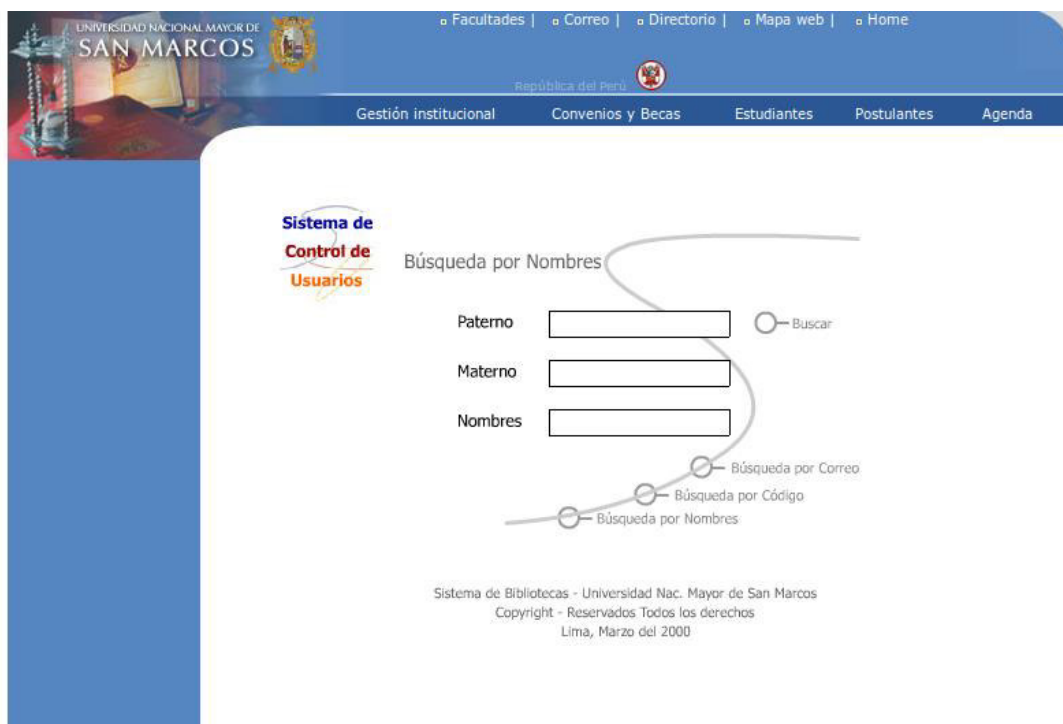 UNIVERSIDAD NACIONAL MAYOR DE
SAN MARCOS
Facultades | Correo | Directorio | Mapa web | Home
República del Perú
Gestión institucional Convenios y Becas Estudiantes Postulantes Agenda
Sistema de
Control de
Usuarios
Búsqueda por Nombres
Paterno
Buscar
Materno
Nombres
Búsqueda por Correo
Búsqueda por Código
Búsqueda por Nombres
Sistema de Bibliotecas - Universidad Nac. Mayor de San Marcos
Copyright - Reservados Todos los derechos
Lima, Marzo del 2000